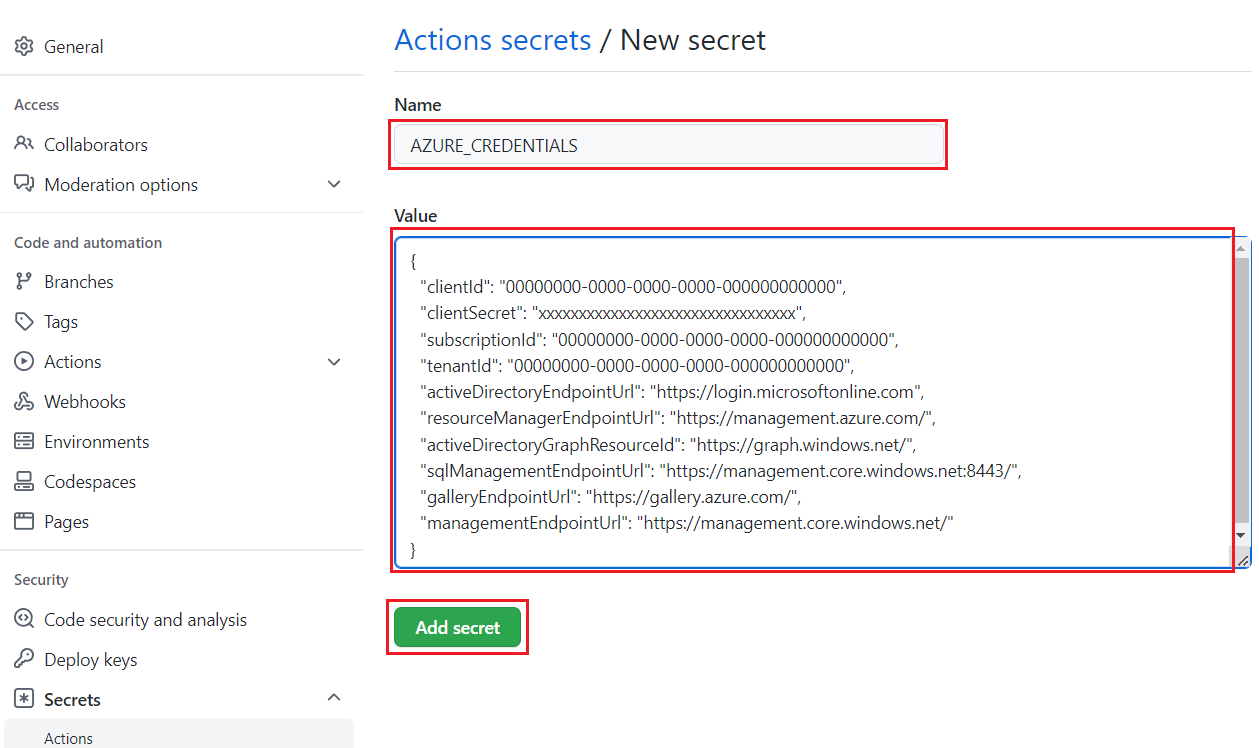 General
Access
Collaborators
Moderation options
Code and automation
Branches
Tags
Actions
Webhooks
Environments
Codespaces
Pages
Security
Code security and analysis
Deploy keys
Secrets
Actions
Actions secrets / New secret
Name
AZURE_CREDENTIALS
Value
{
"clientId": "00000000-0000-0000-0000-000000000000",
"clientSecret": "xxxxxxxxxxxxxxxxxxxxxxxxxxxxxxxx",
"subscriptionId": "00000000-0000-0000-0000-000000000000",
"tenantId": "00000000-0000-0000-0000-000000000000",
"activeDirectoryEndpointUrl": "https://login.microsoftonline.com",
"resourceManagerEndpointUrl": "https://management.azure.com/",
"activeDirectoryGraphResourceId": "https://graph.windows.net/",
"sqlManagementEndpointUrl": "https://management.core.windows.net:8443/",
"galleryEndpointUrl": "https://gallery.azure.com/",
"managementEndpointUrl": "https://management.core.windows.net/"
}
Add secret